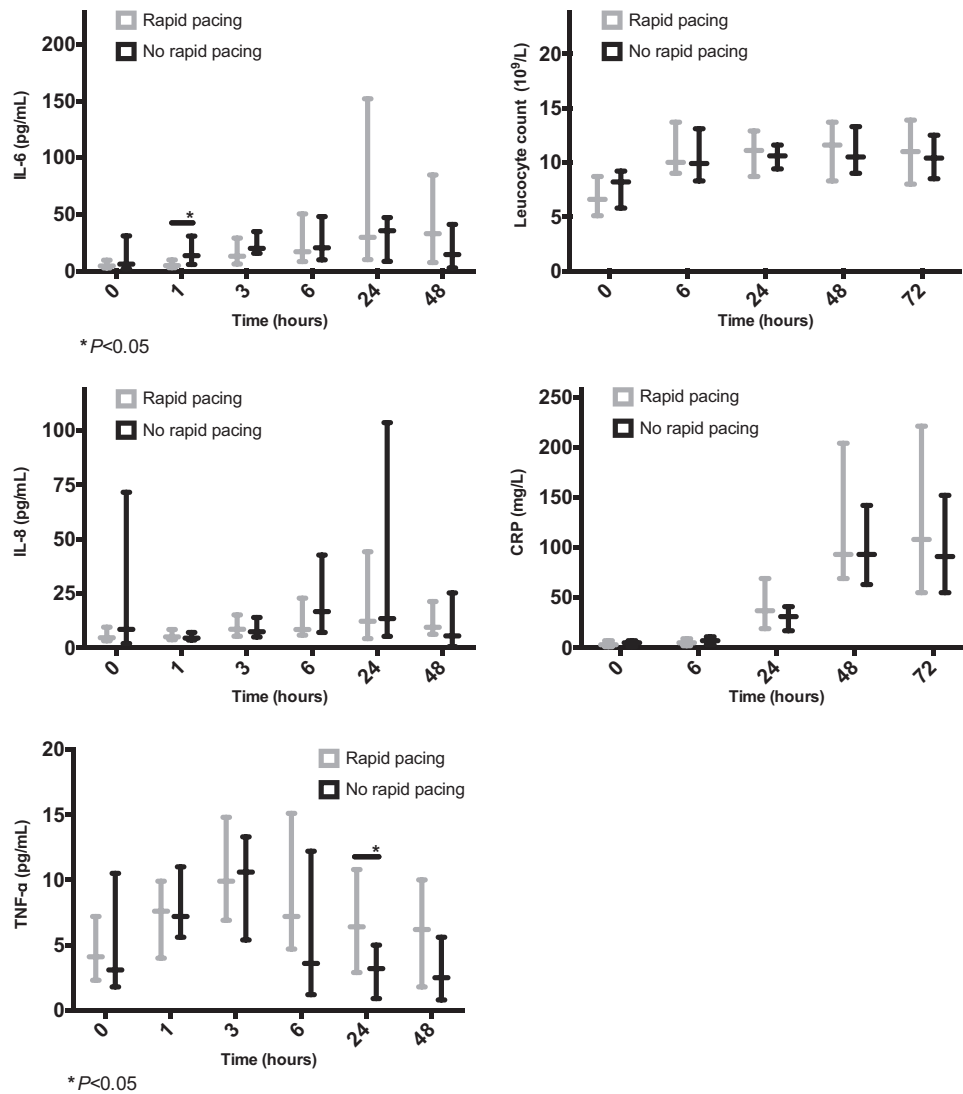 Rapid pacing
No rapid pacing
IL-6 (pg/mL)
200
150
100
50
0
*
0 1 3 6 24 48
Time (hours)
* P<0.05
Rapid pacing
No rapid pacing
Leucocyte count (10⁹/L)
20
15
10
5
0
0 6 24 48 72
Time (hours)
Rapid pacing
No rapid pacing
IL-8 (pg/mL)
100
75
50
25
0
0 1 3 6 24 48
Time (hours)
Rapid pacing
No rapid pacing
CRP (mg/L)
250
200
150
100
50
0
0 6 24 48 72
Time (hours)
Rapid pacing
No rapid pacing
TNF-α (pg/mL)
20
15
10
5
0
*
0 1 3 6 24 48
Time (hours)
* P<0.05